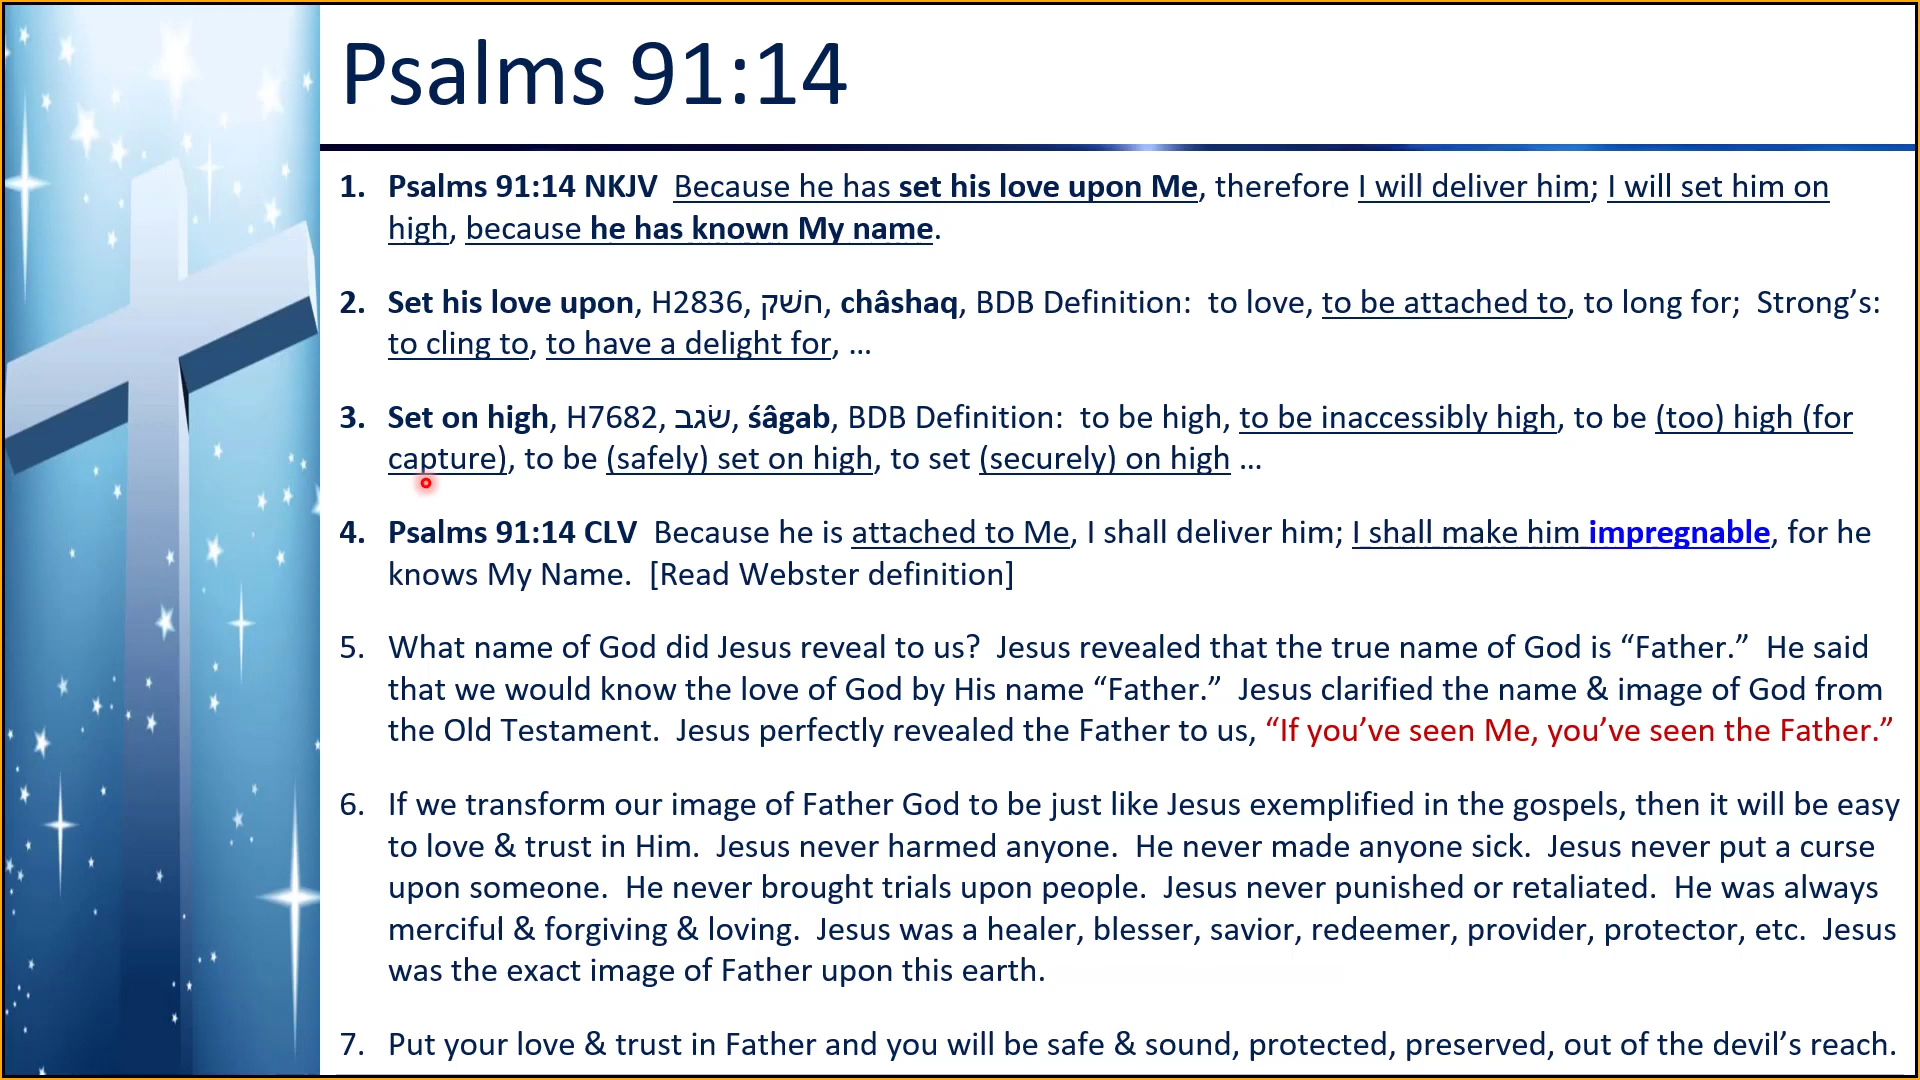 Psalms 91:14
1. Psalms 91:14 NKJV  Because he has set his love upon Me, therefore I will deliver him; I will set him on
high, because he has known My name.
2. Set his love upon, H2836, חשׁק, châshaq, BDB Definition:  to love, to be attached to, to long for;  Strong’s:
to cling to, to have a delight for, …
3. Set on high, H7682, שׂגב, śâgab, BDB Definition:  to be high, to be inaccessibly high, to be (too) high (for
capture), to be (safely) set on high, to set (securely) on high …
4. Psalms 91:14 CLV  Because he is attached to Me, I shall deliver him; I shall make him impregnable, for he
knows My Name.  [Read Webster definition]
5. What name of God did Jesus reveal to us?  Jesus revealed that the true name of God is “Father.”  He said
that we would know the love of God by His name “Father.”  Jesus clarified the name & image of God from
the Old Testament.  Jesus perfectly revealed the Father to us, “If you’ve seen Me, you’ve seen the Father.”
6. If we transform our image of Father God to be just like Jesus exemplified in the gospels, then it will be easy
to love & trust in Him.  Jesus never harmed anyone.  He never made anyone sick.  Jesus never put a curse
upon someone.  He never brought trials upon people.  Jesus never punished or retaliated.  He was always
merciful & forgiving & loving.  Jesus was a healer, blesser, savior, redeemer, provider, protector, etc.  Jesus
was the exact image of Father upon this earth.
7. Put your love & trust in Father and you will be safe & sound, protected, preserved, out of the devil’s reach.